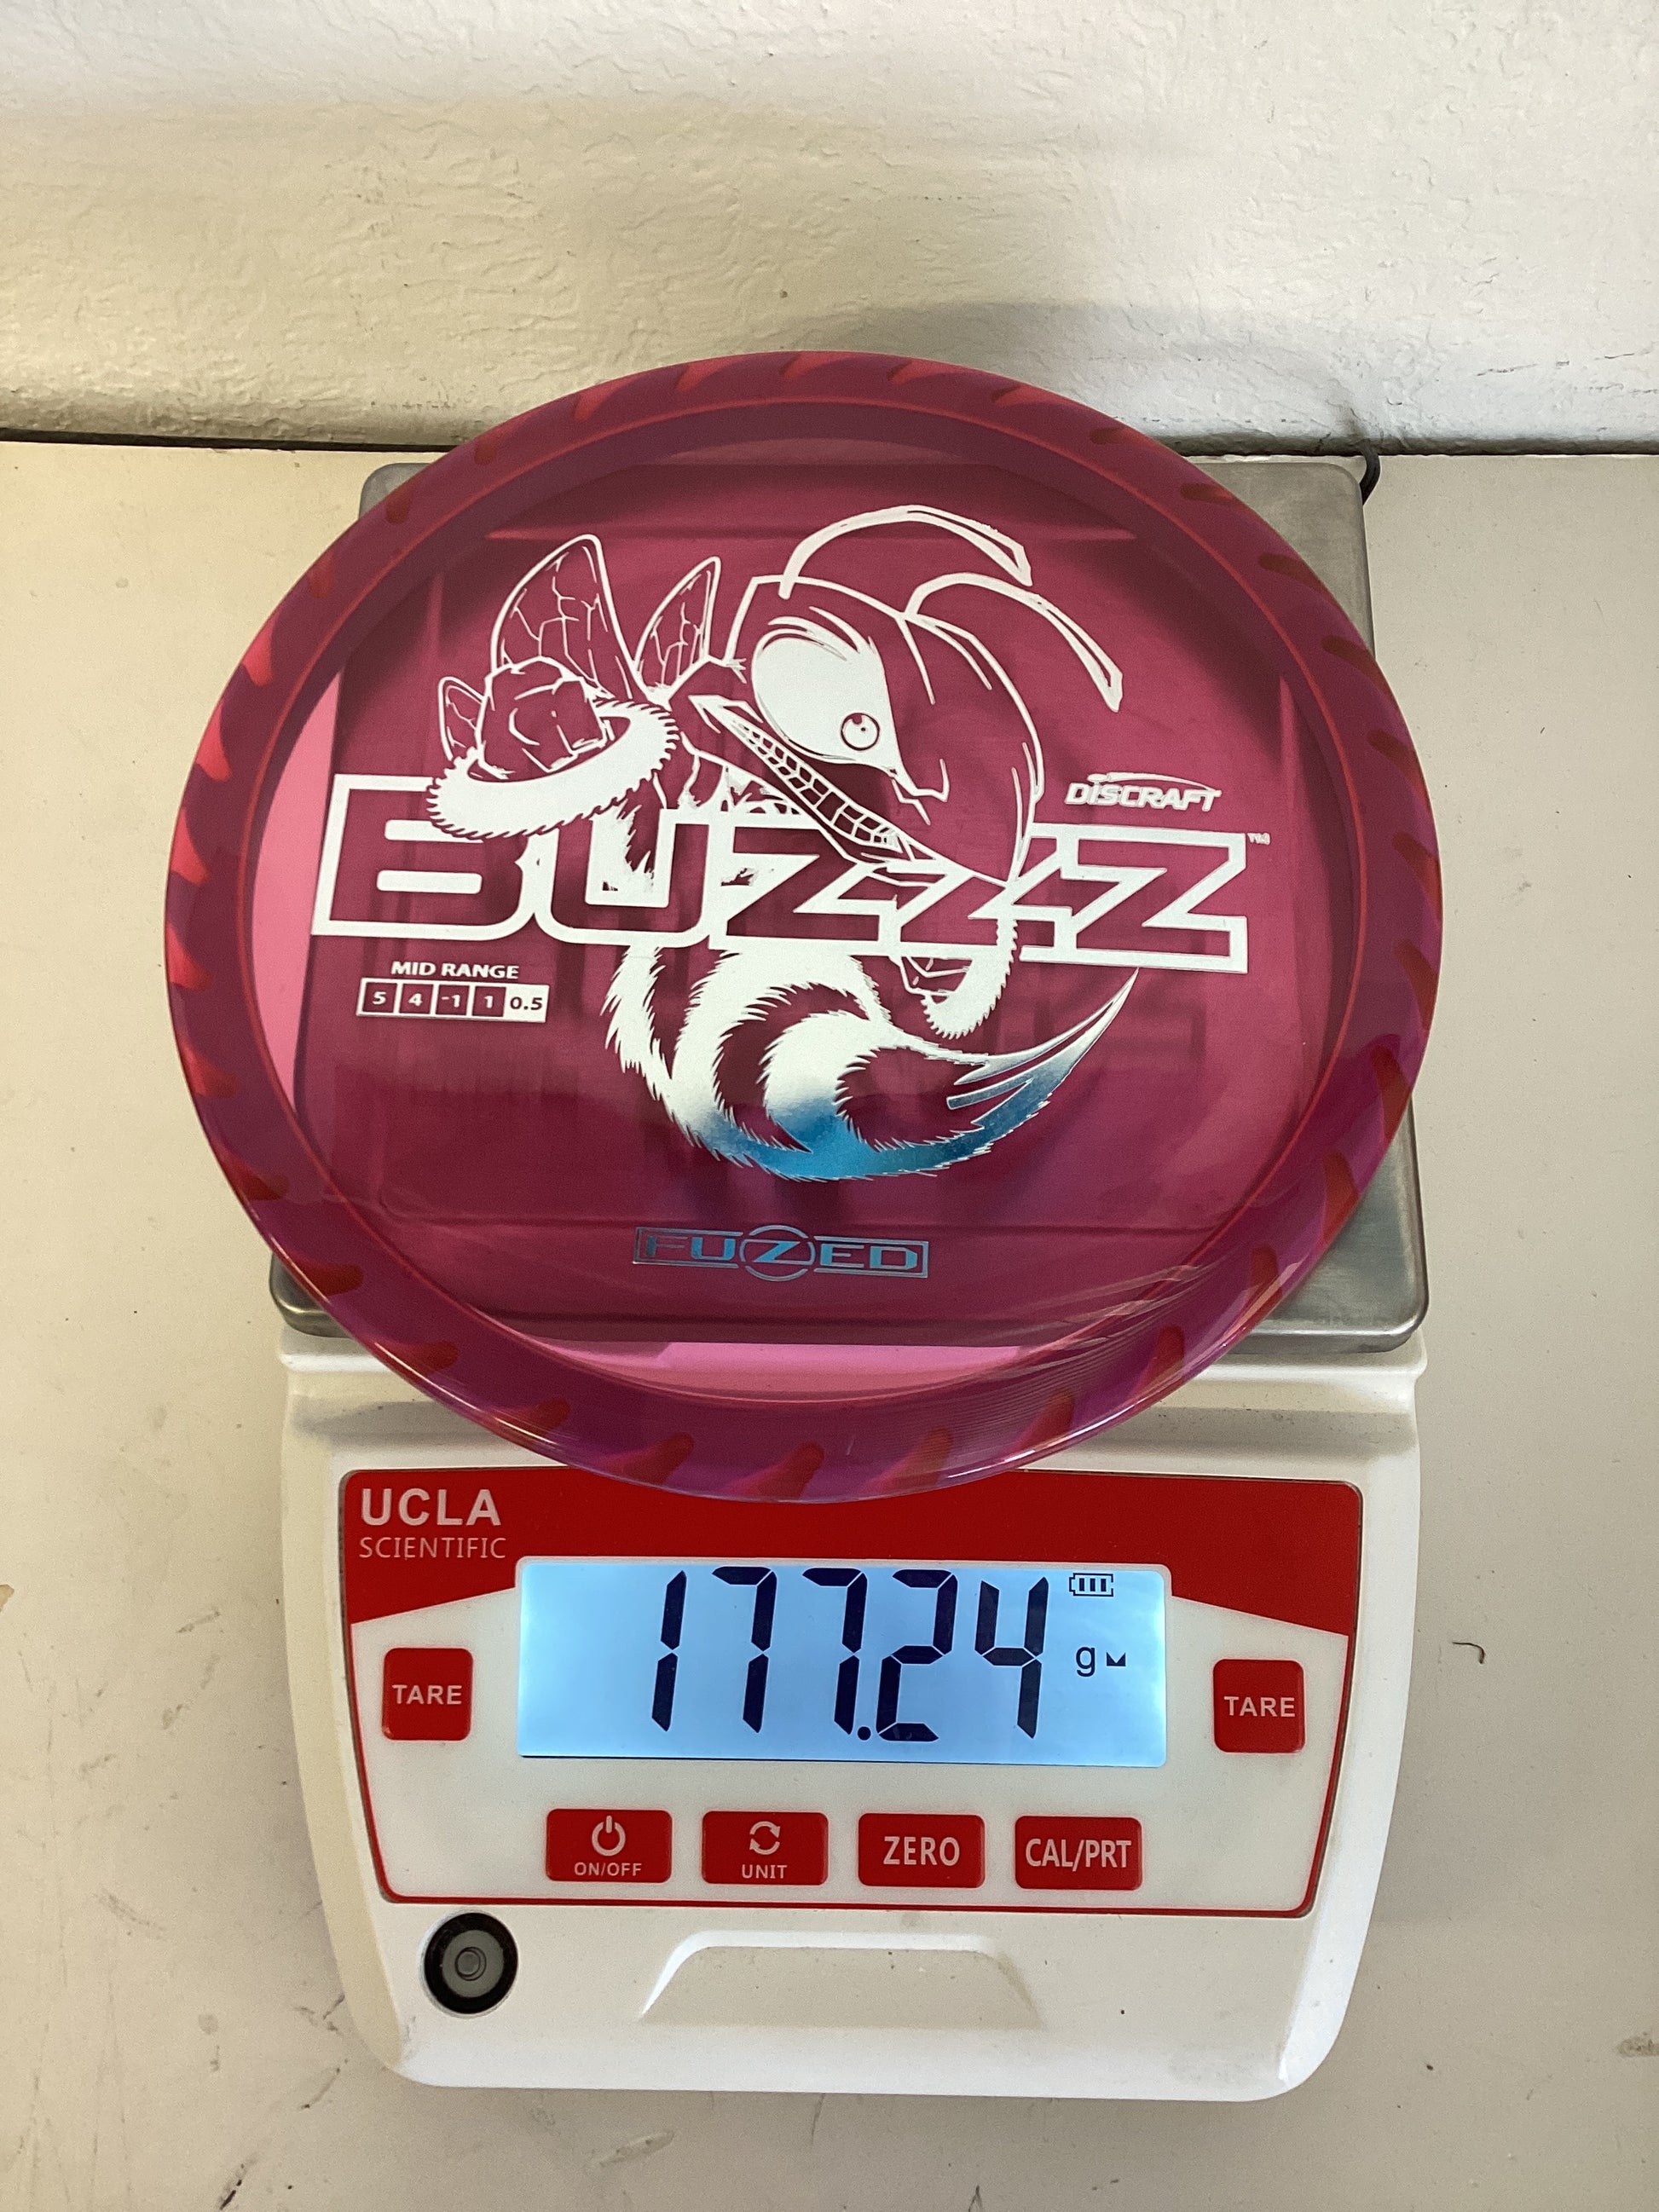 DISCRAFT
BUZZZ™
MID RANGE
5 4 -1 1 0.5
FUZED
UCLA
SCIENTIFIC
177.24 g
TARE
TARE
ON/OFF
UNIT
ZERO
CAL/PRT